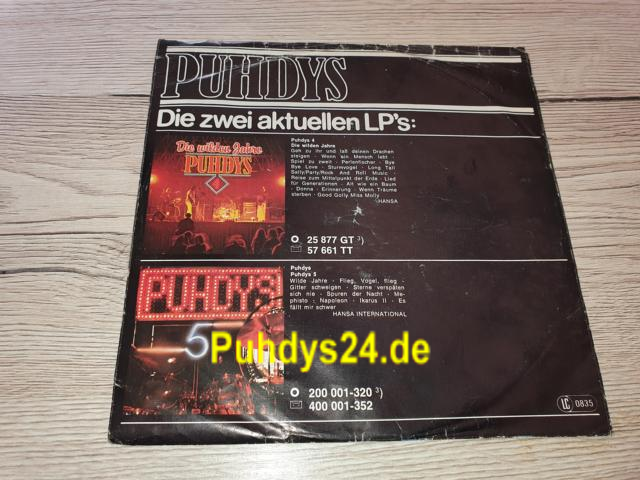 PUHDYS
Die zwei aktuellen LP's:
Die wilden Jahre
PUHDYS
4
Puhdys 4
Die wilden Jahre
Geh zu ihr und laß deinen Drachen
steigen · Wenn ein Mensch lebt ·
Spiel zu zweit · Perlenfischer · Bye
Bye Love · Sturmvogel · Long Tall
Sally/Party/Rock And Roll Music ·
Reise zum Mittelpunkt der Erde · Lied
für Generationen · Alt wie ein Baum
· Donna · Erinnerung · Wenn Träume
sterben · Good Golly Miss Molly
HANSA
25 877 GT ³)
57 661 TT
PUHDYS
5
Puhdys
Puhdys 5
Wilde Jahre · Flieg, Vogel, flieg ·
Gitter schweigen · Sterne verspäten
sich nie · Spuren der Nacht · Me-
phisto · Napoleon · Ikarus II · Es
fällt mir schwer
HANSA INTERNATIONAL
Puhdys24.de
200 001-320 ³)
400 001-352
LC 0835